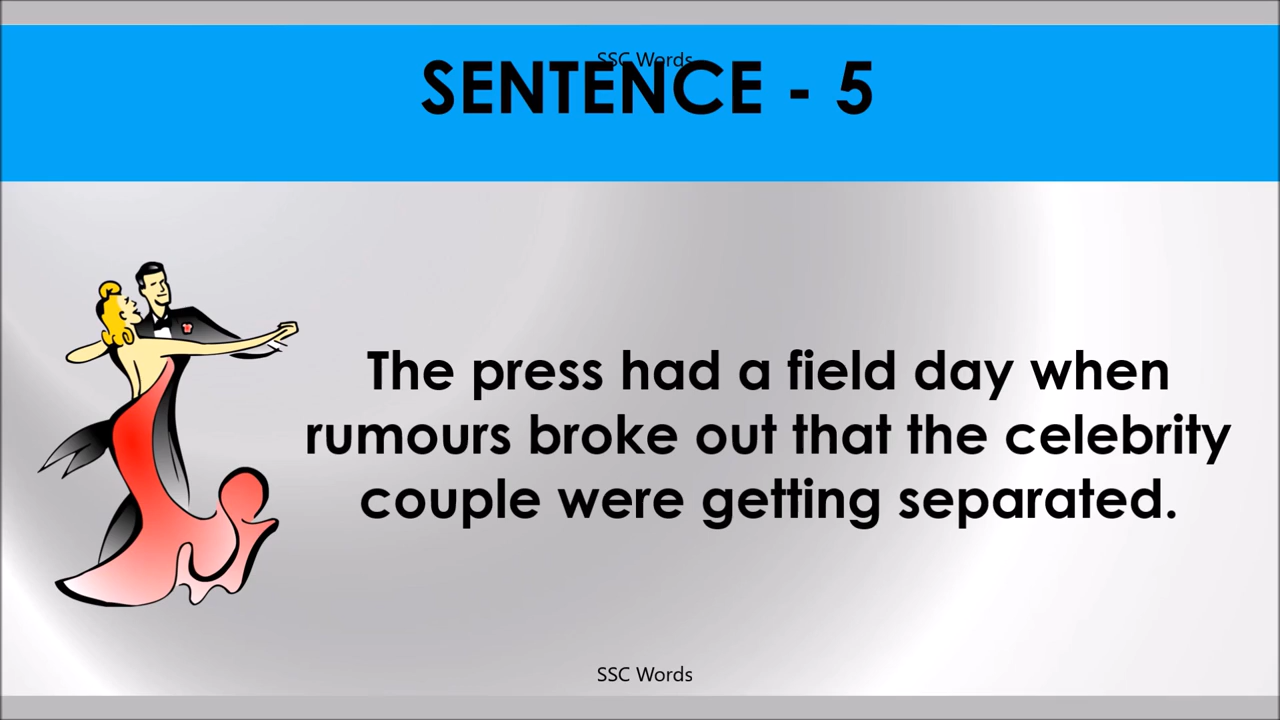 SSC Words
SENTENCE - 5
The press had a field day when
rumours broke out that the celebrity
couple were getting separated.
SSC Words